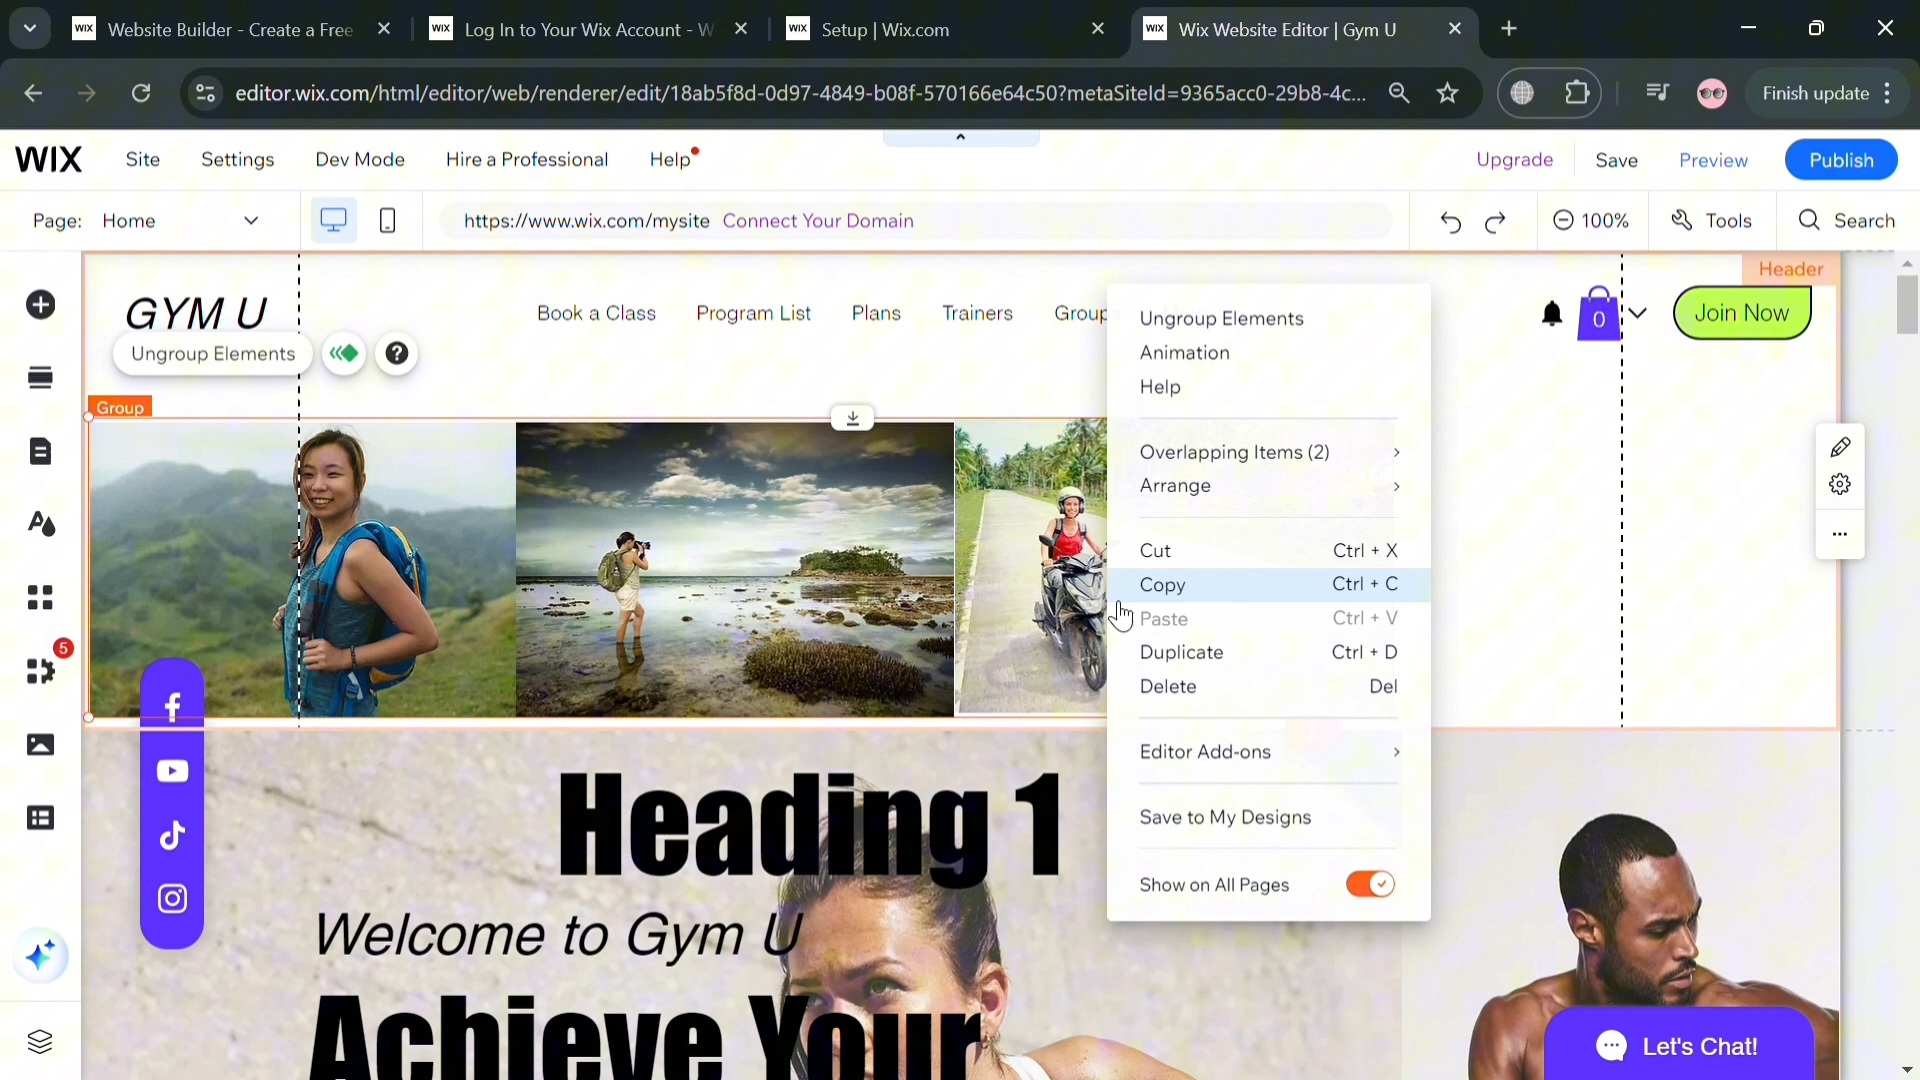 WIX Website Builder - Create a Free
WIX Log In to Your Wix Account - W
WIX Setup | Wix.com
WIX Wix Website Editor | Gym U
editor.wix.com/html/editor/web/renderer/edit/18ab5f8d-0d97-4849-b08f-570166e64c50?metaSiteId=9365acc0-29b8-4c...
Finish update
WIX Site Settings Dev Mode Hire a Professional Help Upgrade Save Preview Publish
Page: Home https://www.wix.com/mysite Connect Your Domain 100% Tools Search
Header
GYM U Book a Class Program List Plans Trainers Group 0 Join Now
Ungroup Elements ?
Group
Ungroup Elements
Animation
Help
Overlapping Items (2)
Arrange
Cut Ctrl + X
Copy Ctrl + C
Paste Ctrl + V
Duplicate Ctrl + D
Delete Del
Editor Add-ons
Save to My Designs
Show on All Pages
5
Heading 1
Welcome to Gym U
Achieve Your
Let's Chat!